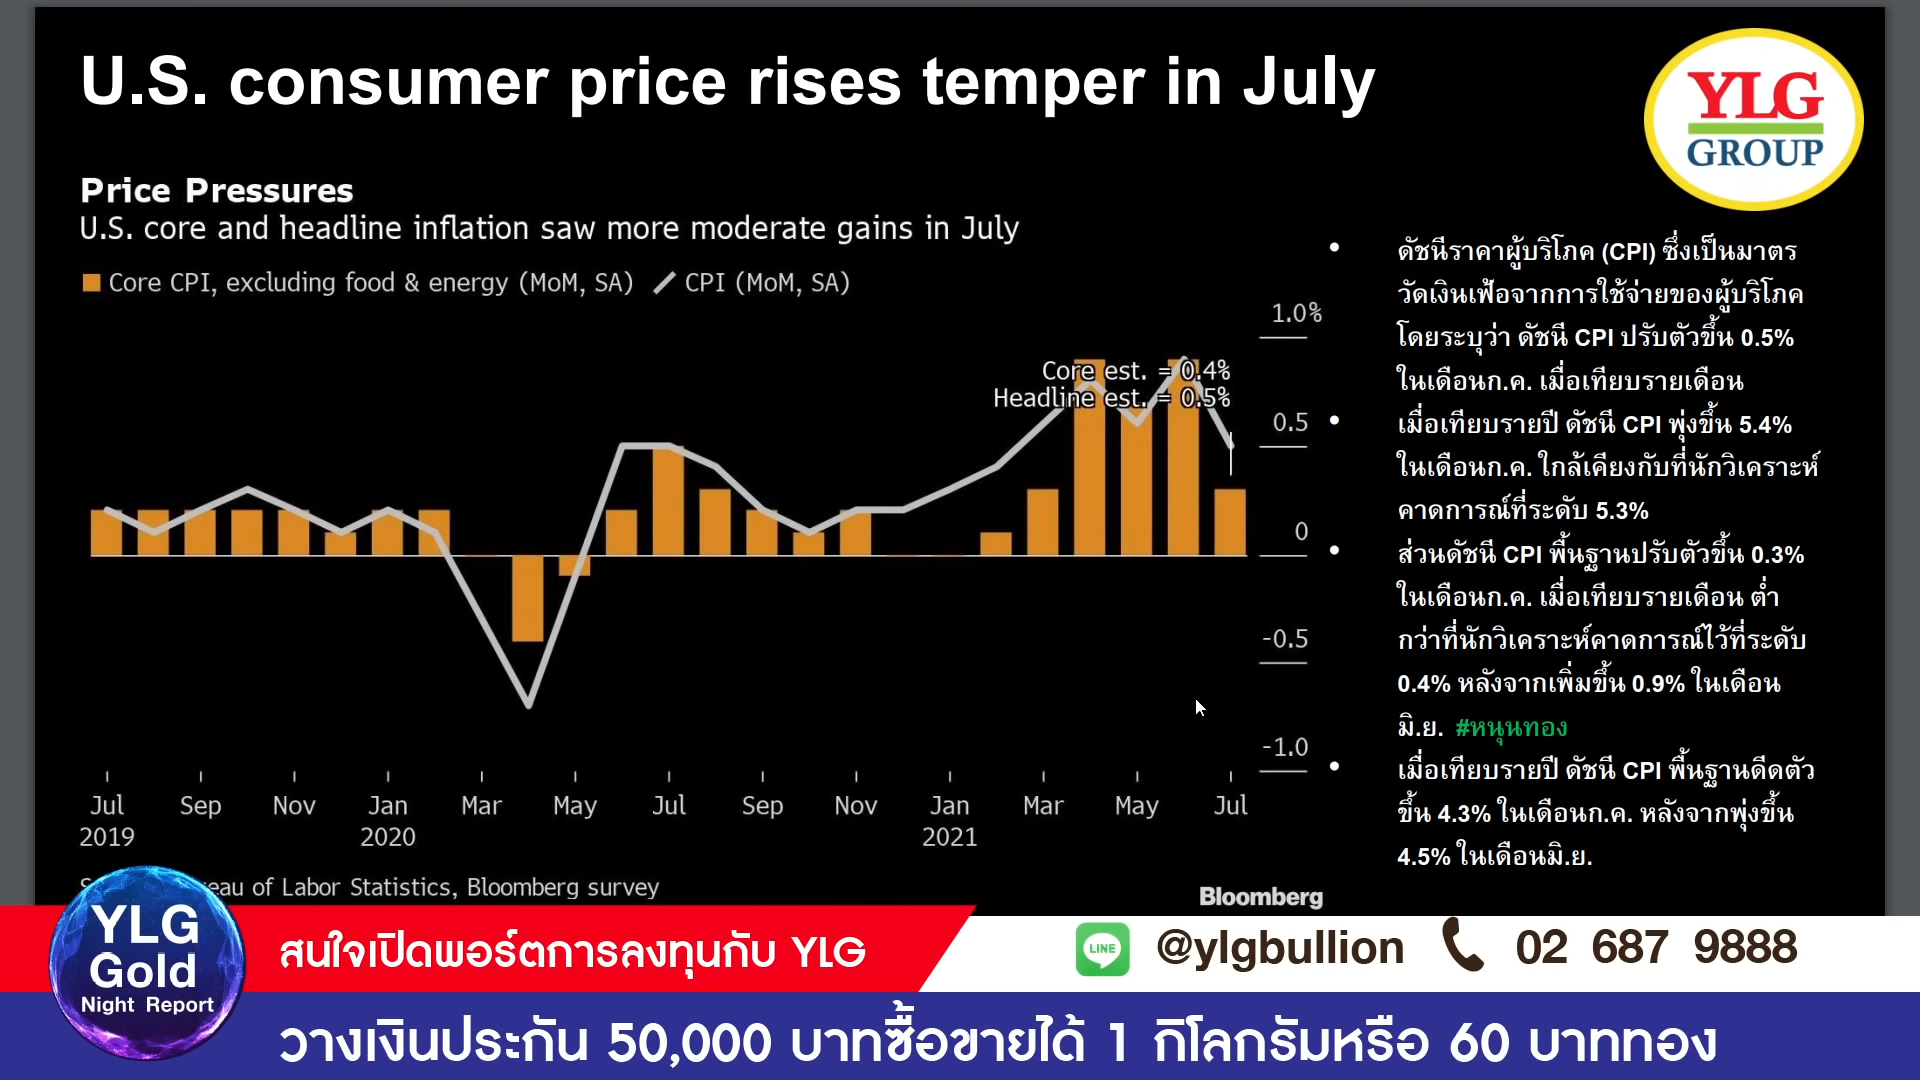 U.S. consumer price rises temper in July
YLG
GROUP
Price Pressures
U.S. core and headline inflation saw more moderate gains in July
Core CPI, excluding food & energy (MoM, SA) CPI (MoM, SA)
1.0%
Core est. = 0.4%
Headline est. = 0.5%
0.5
0
-0.5
-1.0
Jul Sep Nov Jan Mar May Jul Sep Nov Jan Mar May Jul
2019 2020 2021
of Labor Statistics, Bloomberg survey
Bloomberg
• ดัชนีราคาผู้บริโภค (CPI) ซึ่งเป็นมาตร
วัดเงินเฟ้อจากการใช้จ่ายของผู้บริโภค
โดยระบุว่า ดัชนี CPI ปรับตัวขึ้น 0.5%
ในเดือนก.ค. เมื่อเทียบรายเดือน
• เมื่อเทียบรายปี ดัชนี CPI พุ่งขึ้น 5.4%
ในเดือนก.ค. ใกล้เคียงกับที่นักวิเคราะห์
คาดการณ์ที่ระดับ 5.3%
• ส่วนดัชนี CPI พื้นฐานปรับตัวขึ้น 0.3%
ในเดือนก.ค. เมื่อเทียบรายเดือน ต่ำ
กว่าที่นักวิเคราะห์คาดการณ์ไว้ที่ระดับ
0.4% หลังจากเพิ่มขึ้น 0.9% ในเดือน
มิ.ย. #หนุนทอง
• เมื่อเทียบรายปี ดัชนี CPI พื้นฐานดีดตัว
ขึ้น 4.3% ในเดือนก.ค. หลังจากพุ่งขึ้น
4.5% ในเดือนมิ.ย.
YLG
Gold
Night Report
สนใจเปิดพอร์ตการลงทุนกับ YLG
LINE @ylgbullion 02 687 9888
วางเงินประกัน 50,000 บาทซื้อขายได้ 1 กิโลกรัมหรือ 60 บาททอง